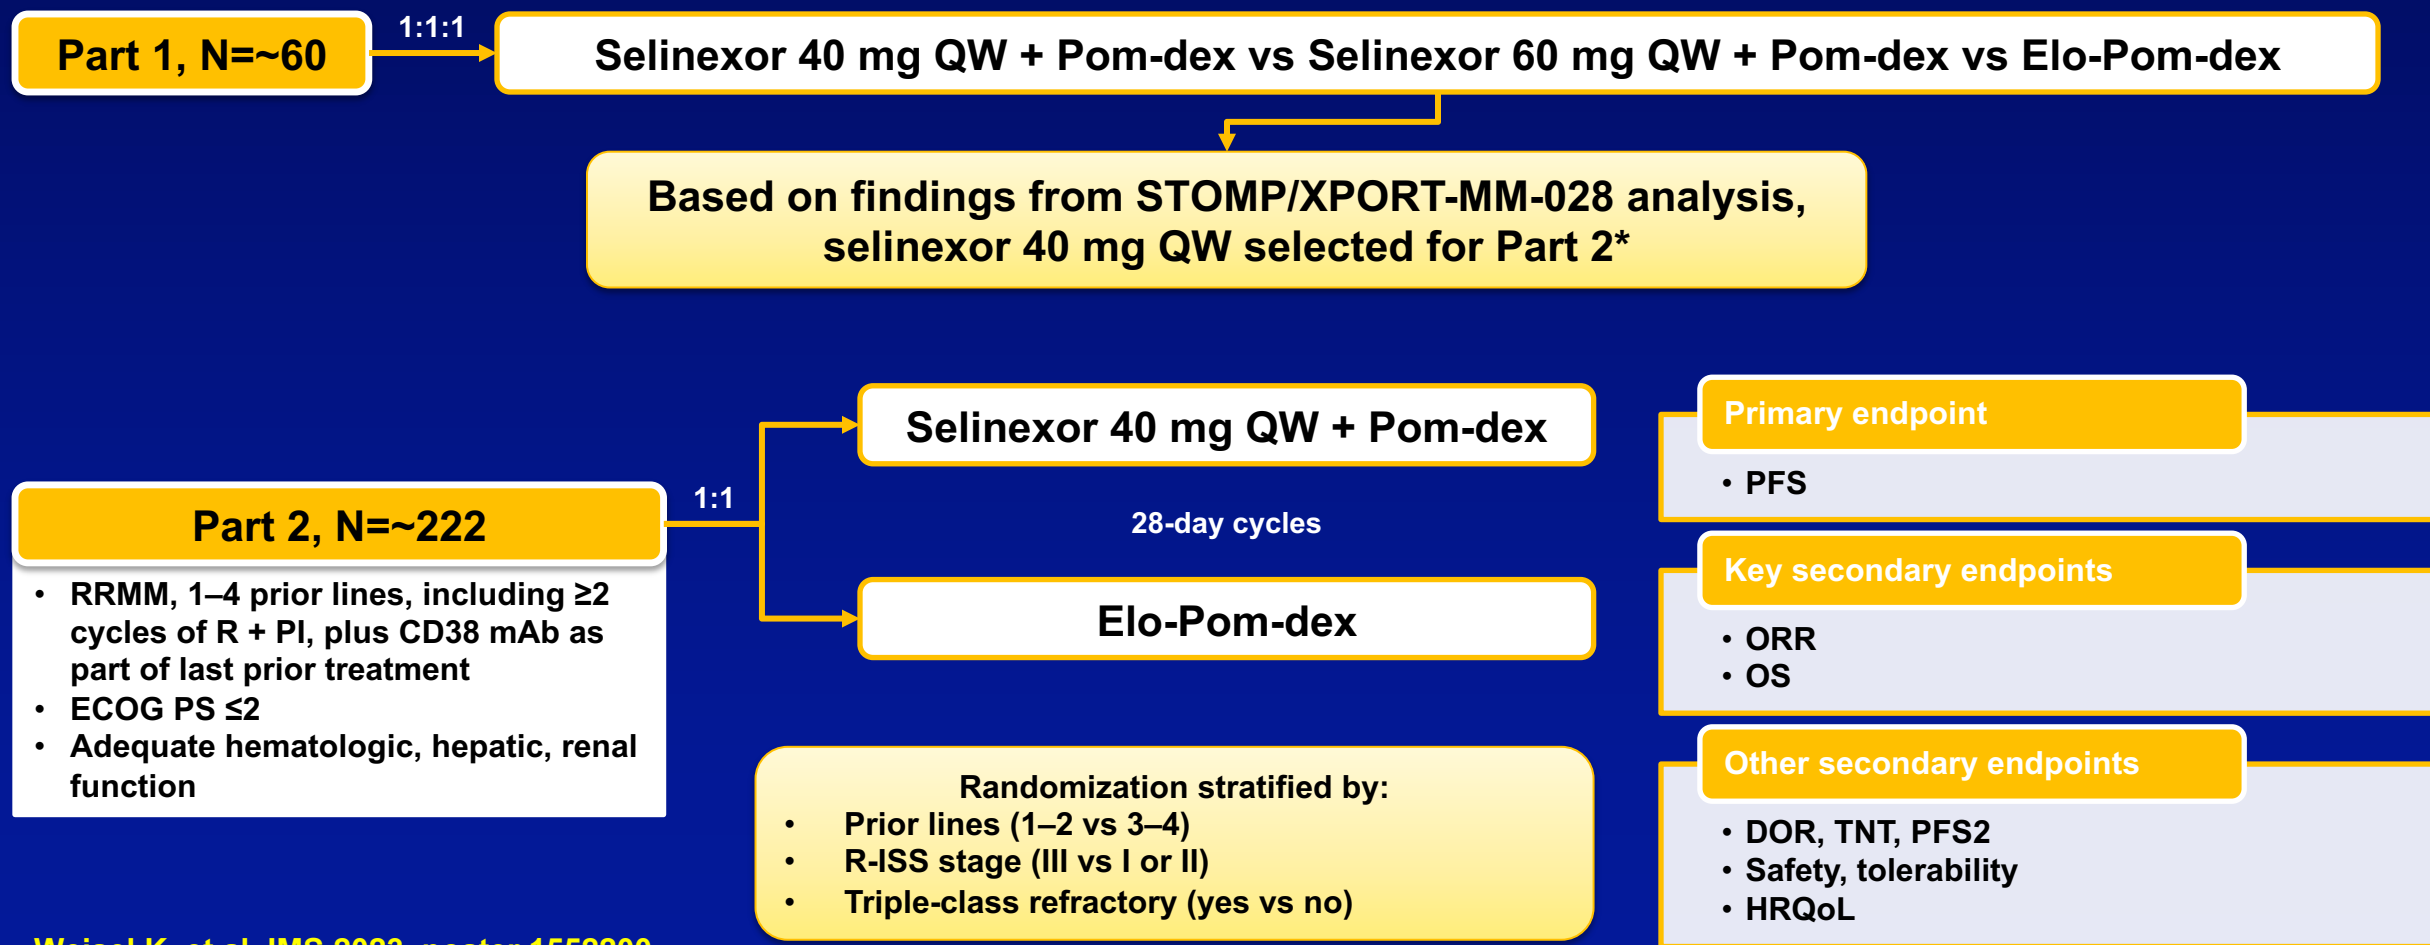 Part 1, N=~60
1:1:1
Selinexor 40 mg QW + Pom-dex vs Selinexor 60 mg QW + Pom-dex vs Elo-Pom-dex
Based on findings from STOMP/XPORT-MM-028 analysis,
selinexor 40 mg QW selected for Part 2*
Part 2, N=~222
• RRMM, 1–4 prior lines, including ≥2
cycles of R + PI, plus CD38 mAb as
part of last prior treatment
• ECOG PS ≤2
• Adequate hematologic, hepatic, renal
function
1:1
Selinexor 40 mg QW + Pom-dex
28-day cycles
Elo-Pom-dex
Randomization stratified by:
• Prior lines (1–2 vs 3–4)
• R-ISS stage (III vs I or II)
• Triple-class refractory (yes vs no)
Primary endpoint
• PFS
Key secondary endpoints
• ORR
• OS
Other secondary endpoints
• DOR, TNT, PFS2
• Safety, tolerability
• HRQoL